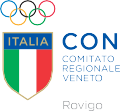 ITALIA
CON
COMITATO
REGIONALE
VENETO
Rovigo